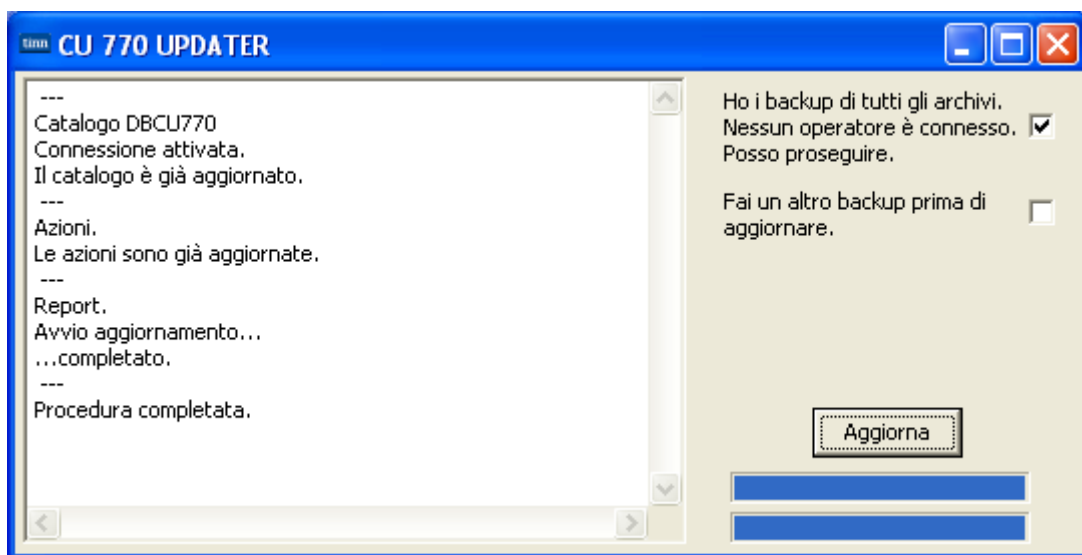 tinn CU 770 UPDATER
---
Catalogo DBCU770
Connessione attivata.
Il catalogo è già aggiornato.
---
Azioni.
Le azioni sono già aggiornate.
---
Report.
Avvio aggiornamento...
...completato.
---
Procedura completata.
Ho i backup di tutti gli archivi.
Nessun operatore è connesso.
Posso proseguire.
Fai un altro backup prima di
aggiornare.
Aggiorna